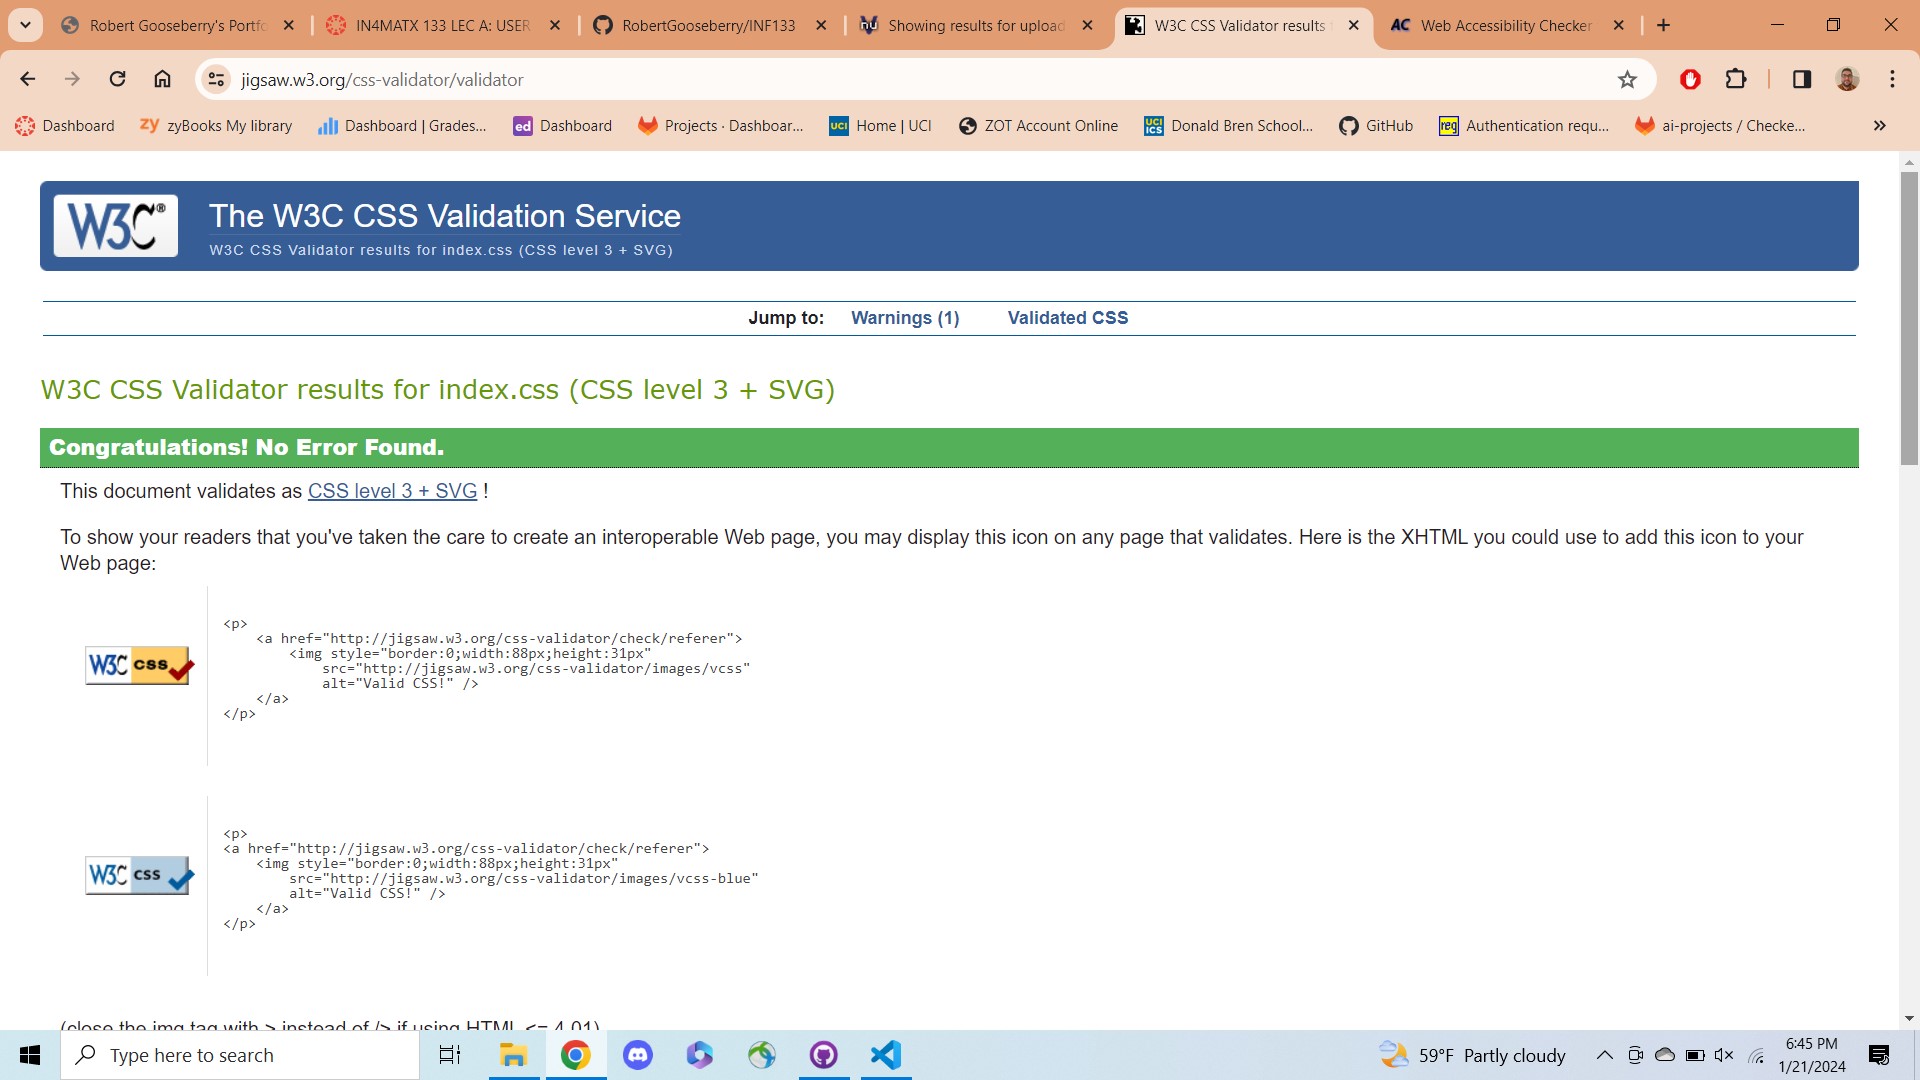 Robert Gooseberry's Portfo
IN4MATX 133 LEC A: USER
RobertGooseberry/INF133
Showing results for upload
W3C CSS Validator results f
AC Web Accessibility Checker
jigsaw.w3.org/css-validator/validator
Dashboard
zy zyBooks My library
Dashboard | Grades...
ed Dashboard
Projects · Dashboar...
UCI Home | UCI
ZOT Account Online
UCI ICS Donald Bren School...
GitHub
reg Authentication requ...
ai-projects / Checke...
W3C®
The W3C CSS Validation Service
W3C CSS Validator results for index.css (CSS level 3 + SVG)
Jump to: Warnings (1) Validated CSS
W3C CSS Validator results for index.css (CSS level 3 + SVG)
Congratulations! No Error Found.
This document validates as CSS level 3 + SVG !
To show your readers that you've taken the care to create an interoperable Web page, you may display this icon on any page that validates. Here is the XHTML you could use to add this icon to your
Web page:
W3C css
<p>
<a href="http://jigsaw.w3.org/css-validator/check/referer">
<img style="border:0;width:88px;height:31px"
src="http://jigsaw.w3.org/css-validator/images/vcss"
alt="Valid CSS!" />
</a>
</p>
W3C css
<p>
<a href="http://jigsaw.w3.org/css-validator/check/referer">
<img style="border:0;width:88px;height:31px"
src="http://jigsaw.w3.org/css-validator/images/vcss-blue"
alt="Valid CSS!" />
</a>
</p>
(close the img tag with > instead of /> if using HTML <= 4.01)
Type here to search
59°F Partly cloudy
6:45 PM
1/21/2024